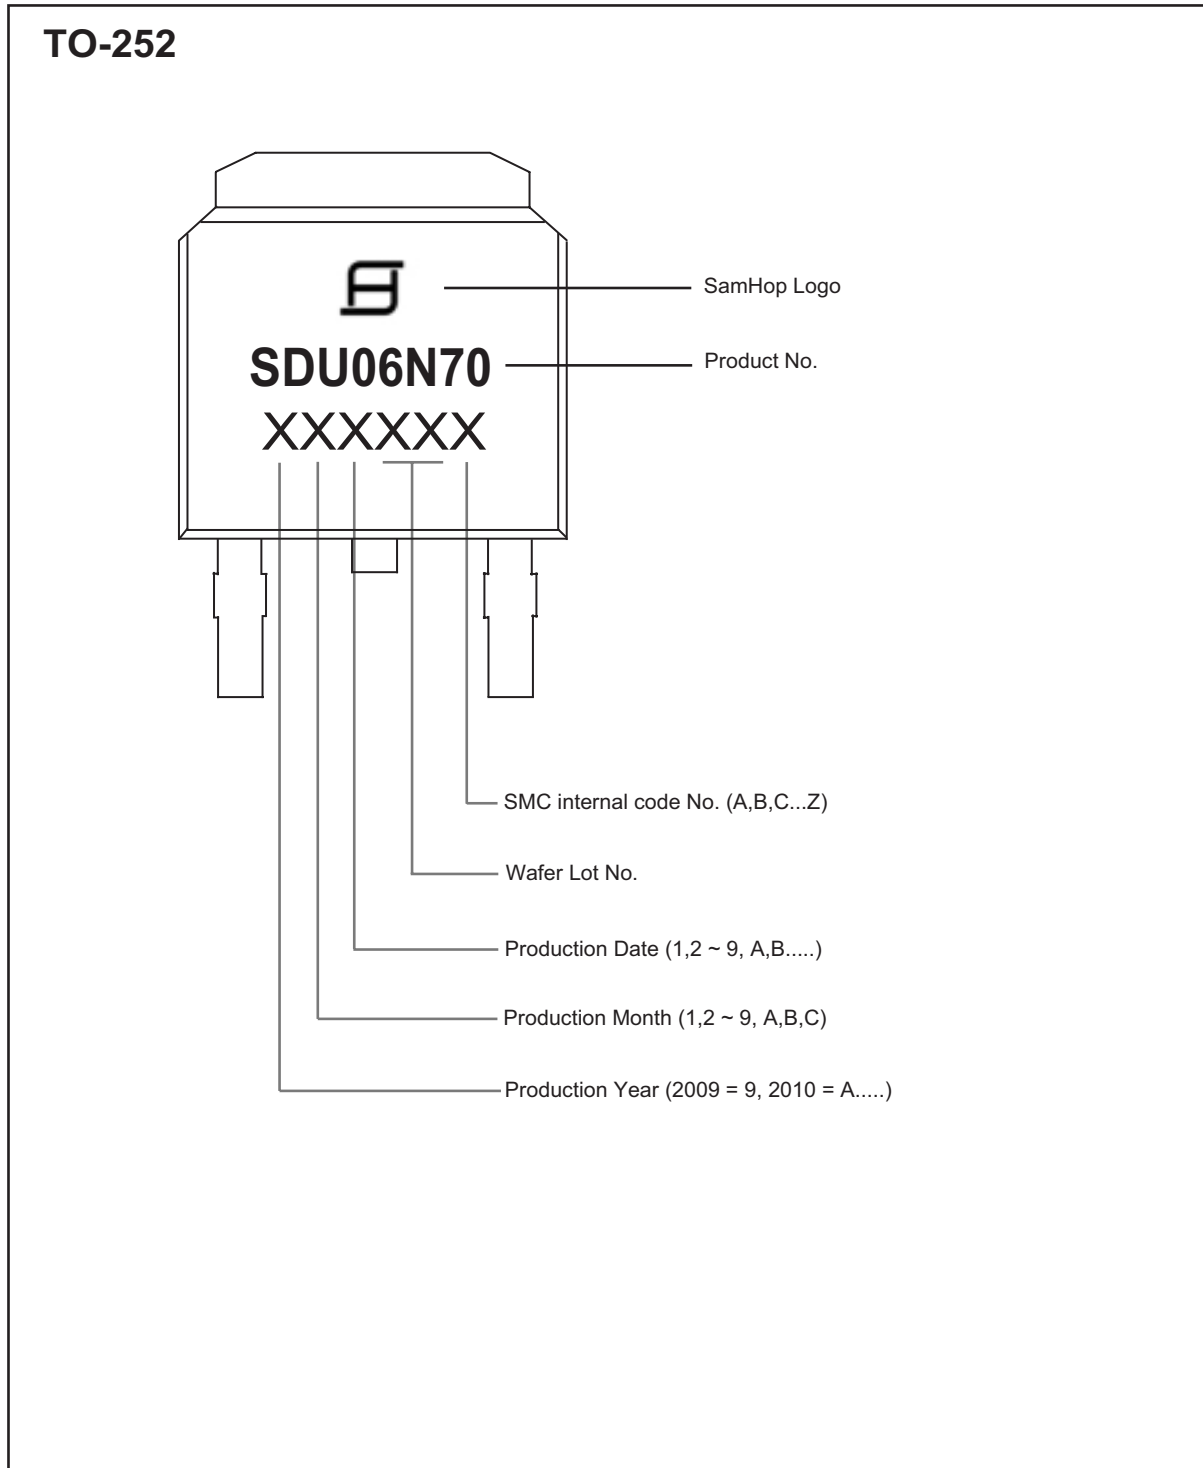 TO-252
SamHop Logo
SDU06N70
Product No.
XXXXXX
SMC internal code No. (A,B,C...Z)
Wafer Lot No.
Production Date (1,2 ~ 9, A,B.....)
Production Month (1,2 ~ 9, A,B,C)
Production Year (2009 = 9, 2010 = A.....)